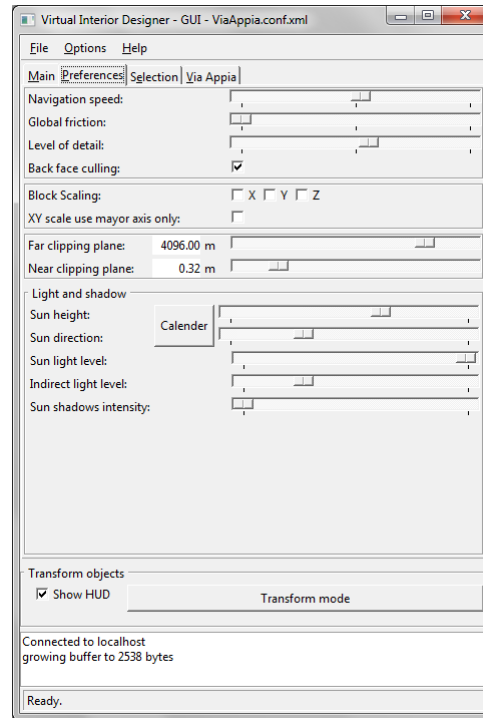 Virtual Interior Designer - GUI - ViaAppia.conf.xml
File Options Help
Main Preferences Selection Via Appia
Navigation speed:
Global friction:
Level of detail:
Back face culling:
Block Scaling: X Y Z
XY scale use mayor axis only:
Far clipping plane: 4096.00 m
Near clipping plane: 0.32 m
Light and shadow
Sun height:
Calender
Sun direction:
Sun light level:
Indirect light level:
Sun shadows intensity:
Transform objects
Show HUD Transform mode
Connected to localhost
growing buffer to 2538 bytes
Ready.